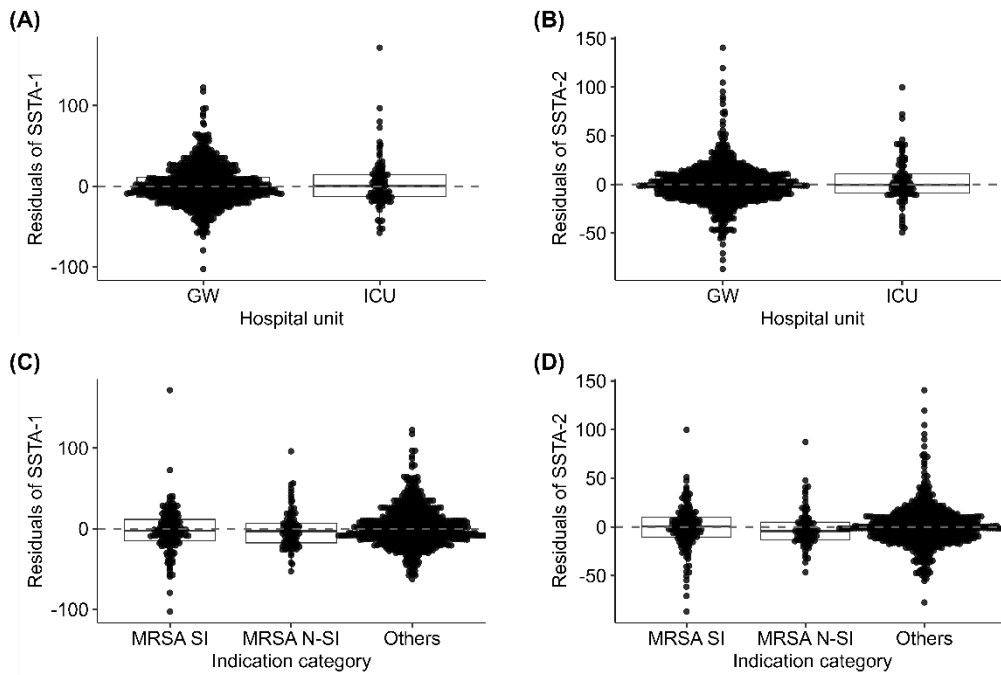 (A)
Residuals of SSTA-1
100
0
-100
GW ICU
Hospital unit
(B)
Residuals of SSTA-2
150
100
50
0
-50
GW ICU
Hospital unit
(C)
Residuals of SSTA-1
100
0
-100
MRSA SI MRSA N-SI Others
Indication category
(D)
Residuals of SSTA-2
150
100
50
0
-50
MRSA SI MRSA N-SI Others
Indication category